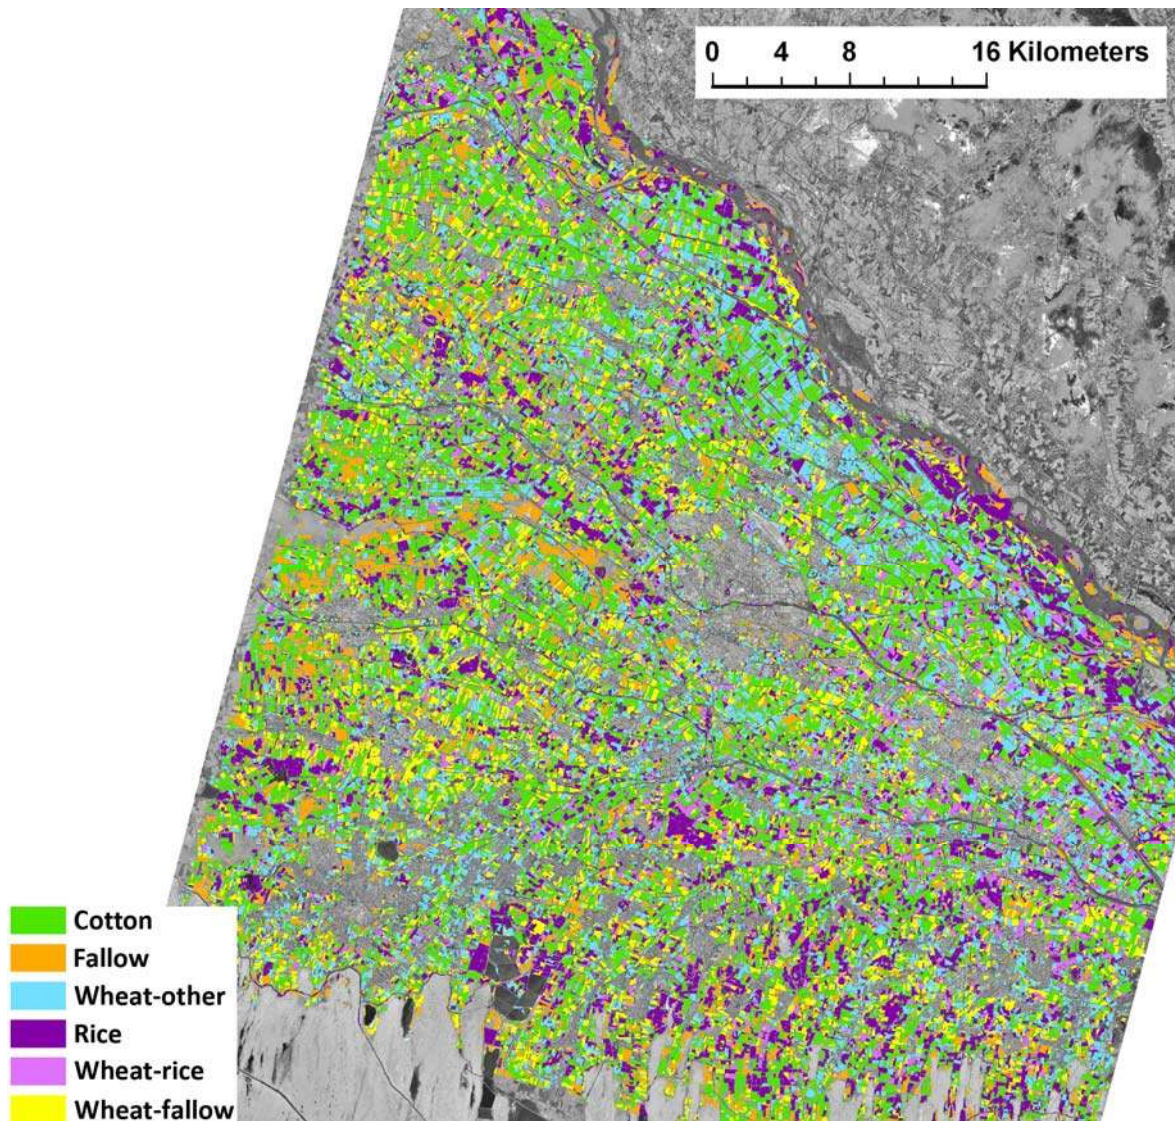 0 4 8 16 Kilometers
Cotton
Fallow
Wheat-other
Rice
Wheat-rice
Wheat-fallow